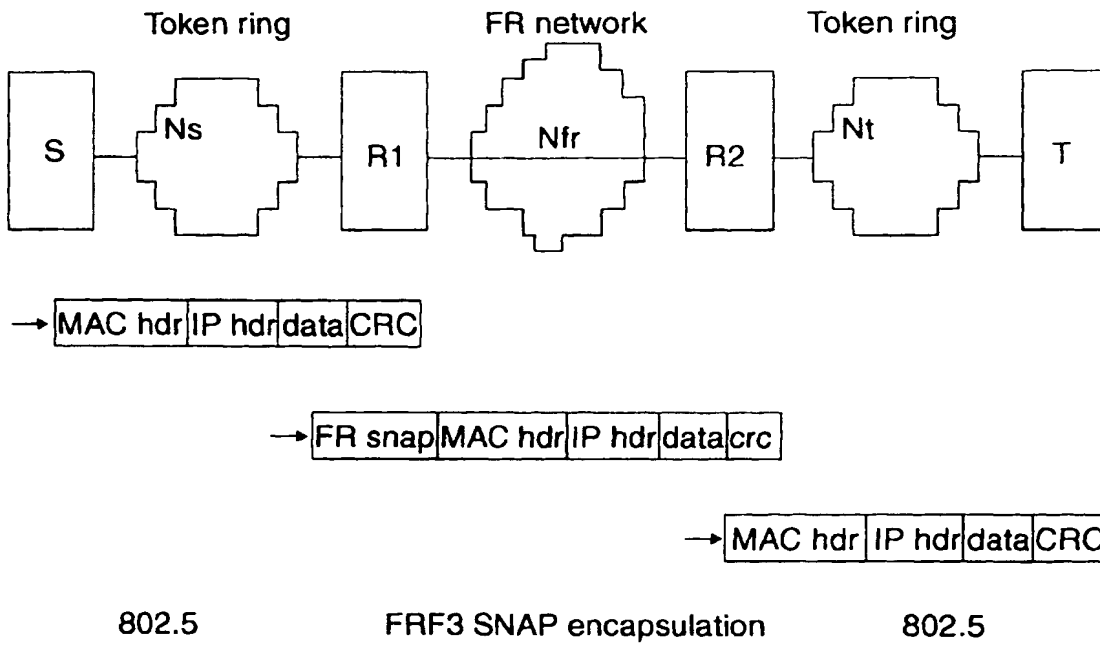 Token ring FR network Token ring
S Ns R1 Nfr R2 Nt T
MAC hdr IP hdr data CRC
FR snap MAC hdr IP hdr data crc
MAC hdr IP hdr data CRC
802.5 FRF3 SNAP encapsulation 802.5